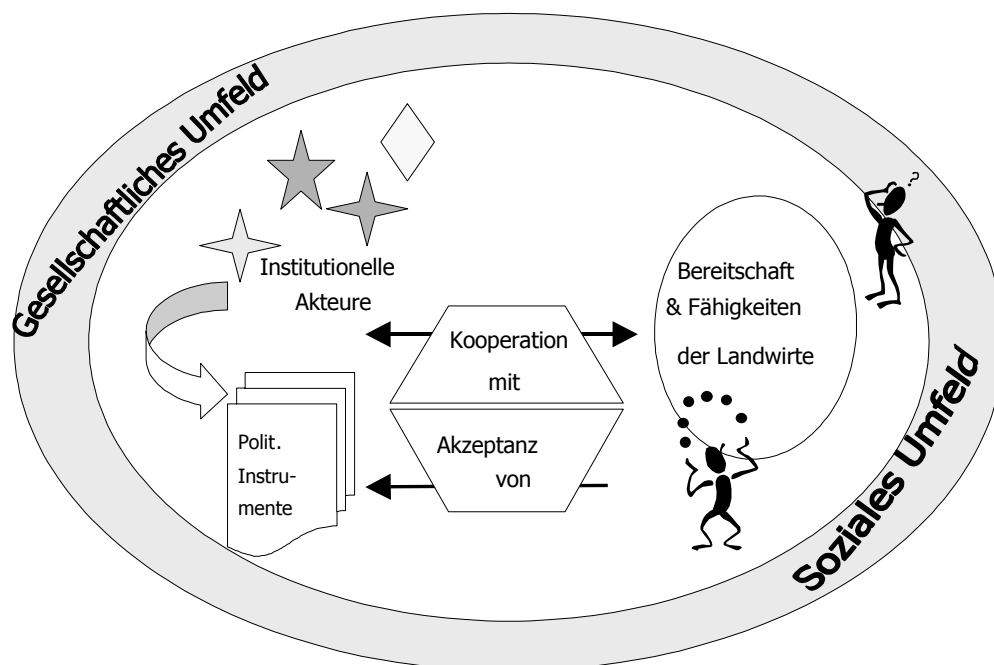 Gesellschaftliches Umfeld
Institutionelle
Akteure
Kooperation
mit
Akzeptanz
von
Polit.
Instru-
mente
?
Bereitschaft
& Fähigkeiten
der Landwirte
Soziales Umfeld